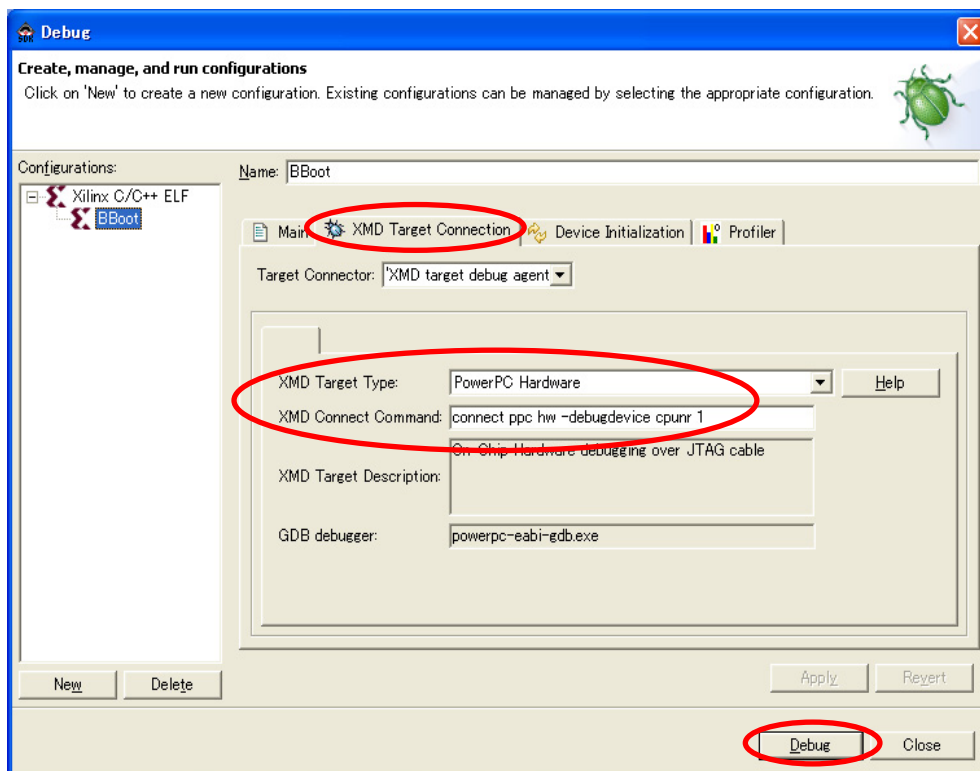 Debug
Create, manage, and run configurations
Click on 'New' to create a new configuration. Existing configurations can be managed by selecting the appropriate configuration.
Configurations:
Name: BBoot
Xilinx C/C++ ELF
BBoot
Main XMD Target Connection Device Initialization Profiler
Target Connector: 'XMD target debug agent
XMD Target Type: PowerPC Hardware Help
XMD Connect Command: connect ppc hw -debugdevice cpunr 1
On-Chip Hardware debugging over JTAG cable
XMD Target Description:
GDB debugger: powerpc-eabi-gdb.exe
New Delete Apply Revert
Debug Close